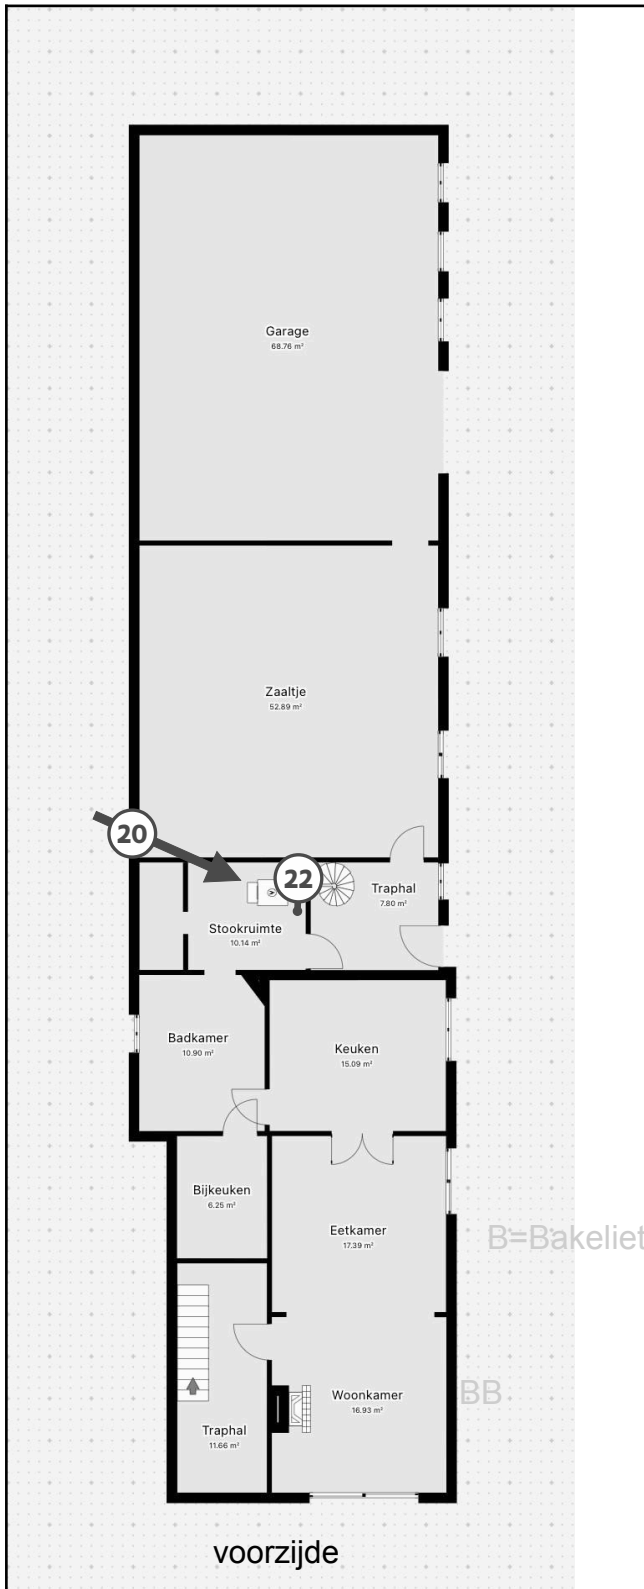 Garage
68.76 m²
Zaaltje
52.89 m²
20
22
Traphal
7.80 m²
Stookruimte
10.14 m²
Badkamer
10.90 m²
Keuken
15.09 m²
Bijkeuken
6.25 m²
Eetkamer
17.39 m²
B=Bakeliet
Woonkamer
16.93 m²
BB
Traphal
11.66 m²
voorzijde